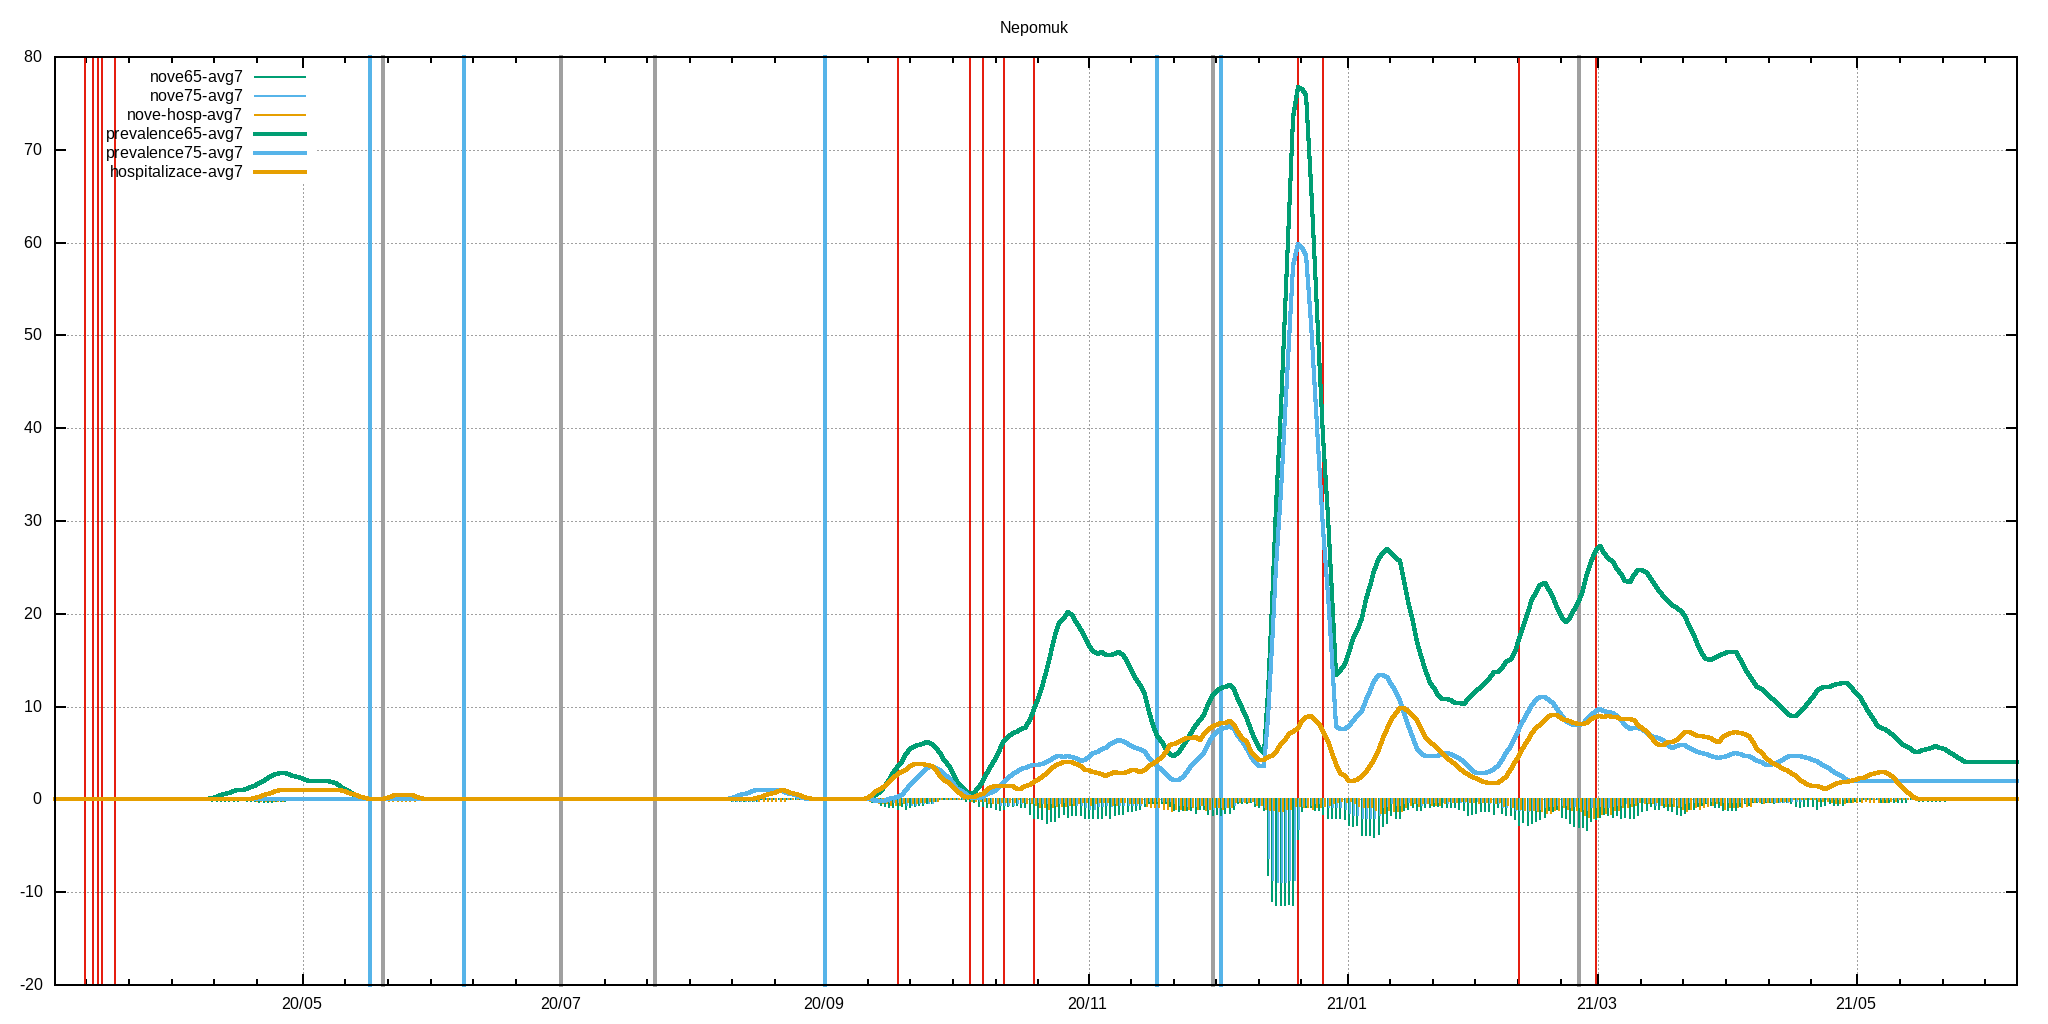 Nepomuk
80
nove65-avg7
nove75-avg7
nove-hosp-avg7
prevalence65-avg7
prevalence75-avg7
hospitalizace-avg7
70
60
50
40
30
20
10
0
-10
-20
20/05 20/07 20/09 20/11 21/01 21/03 21/05